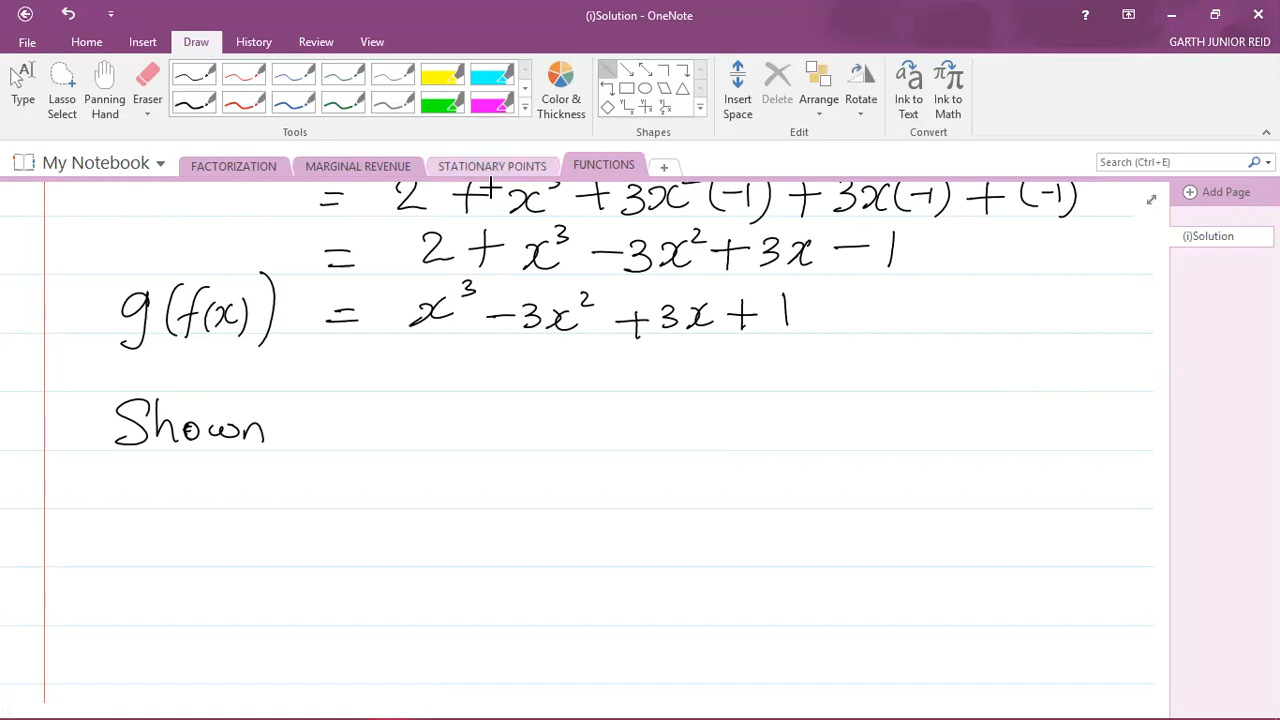 (i)Solution - OneNote
?
File Home Insert Draw History Review View
GARTH JUNIOR REID
Type
Lasso Select
Panning Hand
Eraser
Color & Thickness
Insert Space
Delete
Arrange
Rotate
Ink to Text
Ink to Math
Tools
Shapes
Edit
Convert
My Notebook
FACTORIZATION
MARGINAL REVENUE
STATIONARY POINTS
FUNCTIONS
Search (Ctrl+E)
Add Page
(i)Solution
= 2 + x³ + 3x² (-1) + 3x(-1) + (-1)
= 2 + x³ - 3x² + 3x - 1
g(f(x)) = x³ - 3x² + 3x + 1
Shown